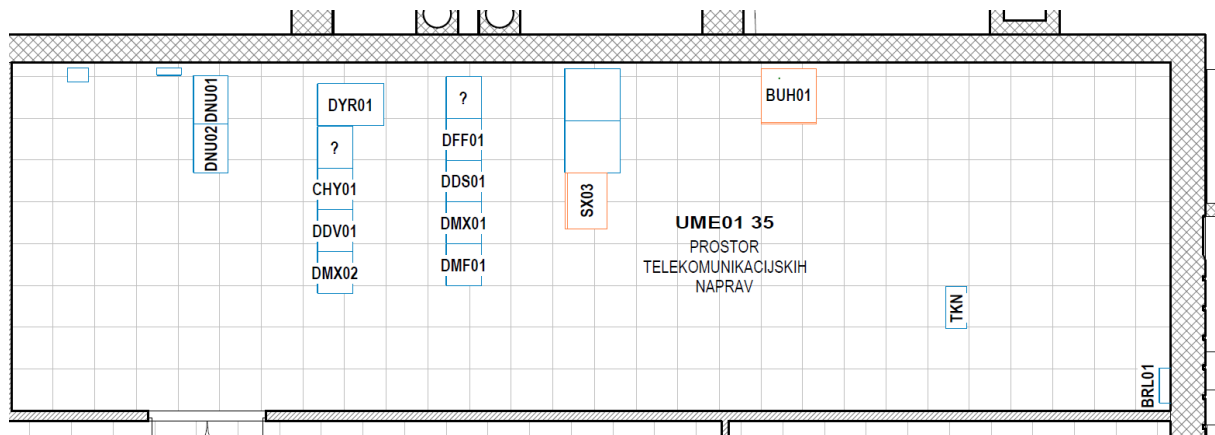 DNU01
DNU02
DYR01
?
CHY01
DDV01
DMX02
?
DFF01
DDS01
DMX01
DMF01
SX03
BUH01
UME01 35
PROSTOR
TELEKOMUNIKACIJSKIH
NAPRAV
TKN
BRL01